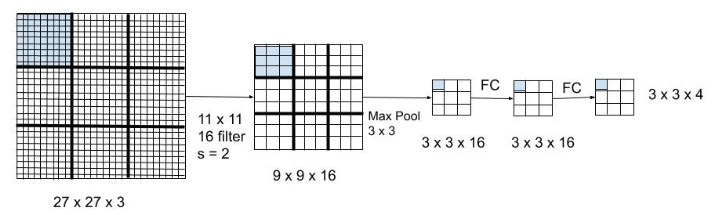 27 x 27 x 3
11 x 11
16 filter
s = 2
9 x 9 x 16
Max Pool
3 x 3
3 x 3 x 16
FC
3 x 3 x 16
FC
3 x 3 x 4